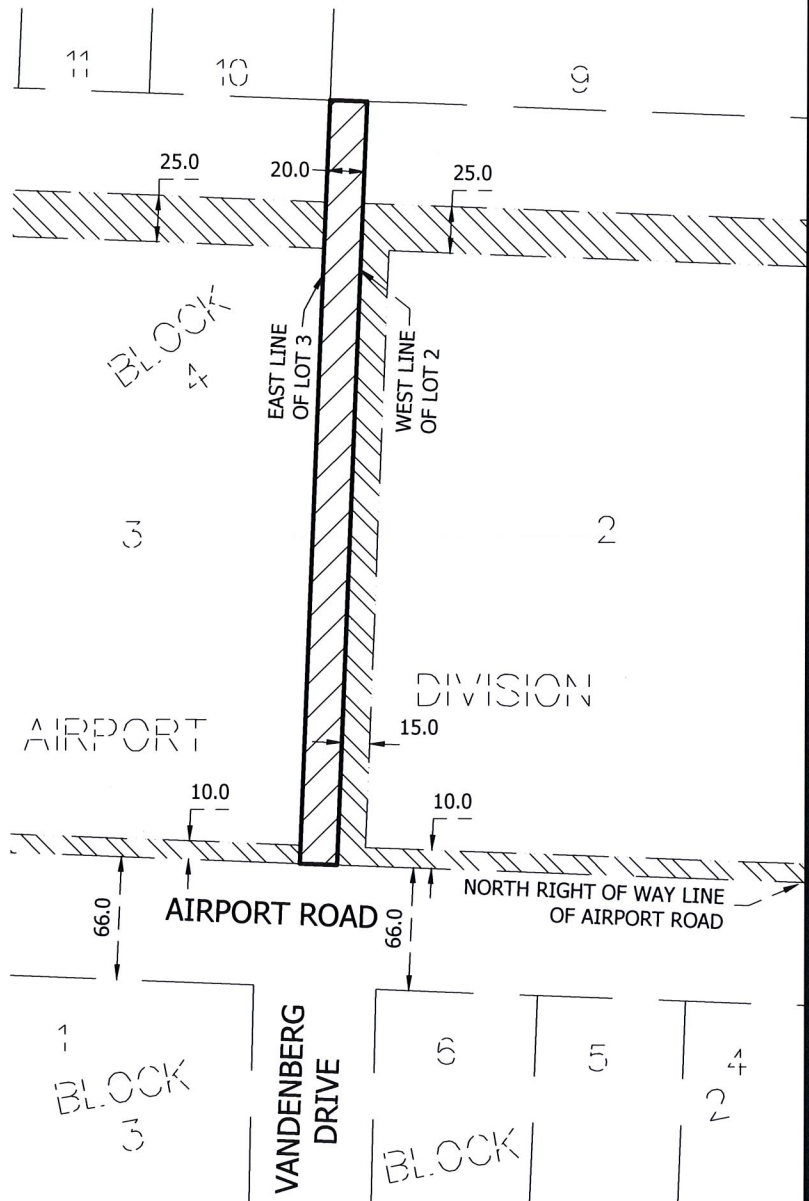 11
10
9
25.0
20.0
25.0
BLOCK
4
EAST LINE
OF LOT 3
WEST LINE
OF LOT 2
3
2
DIVISION
AIRPORT
15.0
10.0
10.0
NORTH RIGHT OF WAY LINE
OF AIRPORT ROAD
AIRPORT ROAD
66.0
66.0
VANDENBERG
DRIVE
1
BLOCK
3
6
5
4
2
BLOCK